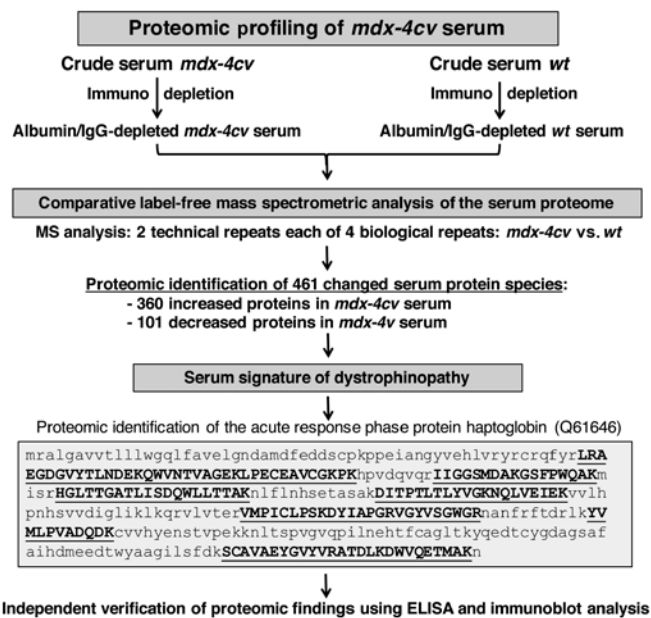 Proteomic profiling of mdx-4cv serum
Crude serum mdx-4cv Crude serum wt
Immuno depletion Immuno depletion
Albumin/IgG-depleted mdx-4cv serum Albumin/IgG-depleted wt serum
Comparative label-free mass spectrometric analysis of the serum proteome
MS analysis: 2 technical repeats each of 4 biological repeats: mdx-4cv vs. wt
Proteomic identification of 461 changed serum protein species:
- 360 increased proteins in mdx-4cv serum
- 101 decreased proteins in mdx-4v serum
Serum signature of dystrophinopathy
Proteomic identification of the acute response phase protein haptoglobin (Q61646)
mralgavvtlllwgqlfavelgndamdfeddscpkppeiangyvehlvryrcrqfyrLRA
EGDGVYTLNDEKQWVNTVAGEKLPECEAVCGKPKhpvdqvqrIIGGSMDAKGSFPWQAKm
isrHGLTTGATLISDQWLLTTAKnlflnhsetasakDITPTLTLYVGKNQLVEIEKvvlh
pnhsvvdigliklkqrvlvterVMPICLPSKDYIAPGRVGYVSGWGRnanfrftdrlkYV
MLPVADQDKcvvhyenstvpekknltspvgvqpilnehtfcagltkyqedtcygdagsaf
aihdmeedtwyaagilsfdkSCAVAEYGVYVRATDLKDWVQETMAKn
Independent verification of proteomic findings using ELISA and immunoblot analysis